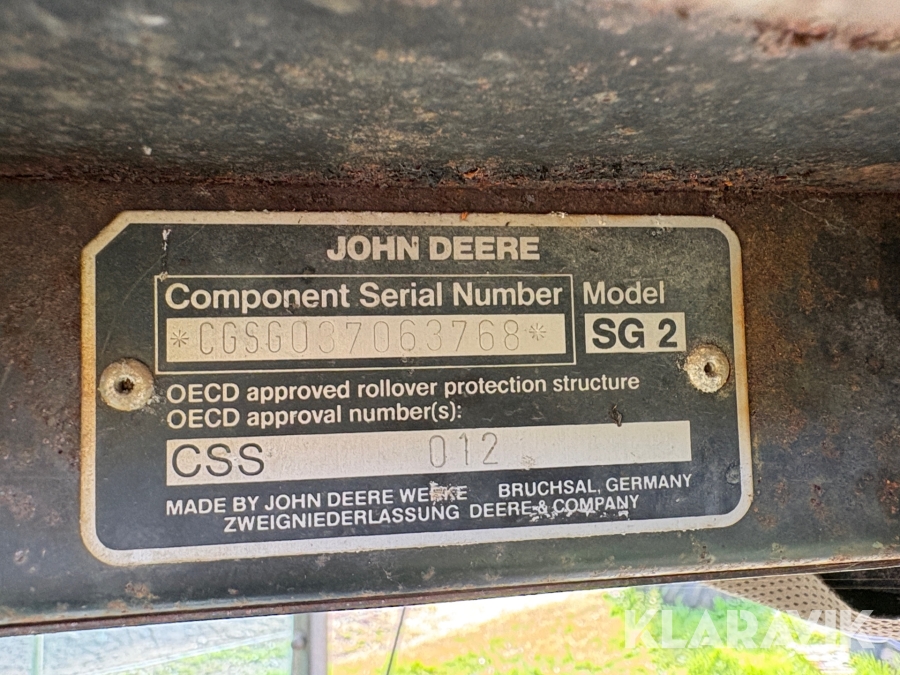 JOHN DEERE
Component Serial Number Model
*CGSG037063768* SG 2
OECD approved rollover protection structure
OECD approval number(s):
CSS 012
MADE BY JOHN DEERE WERKE BRUCHSAL, GERMANY
ZWEIGNIEDERLASSUNG DEERE & COMPANY
KLARAVIK